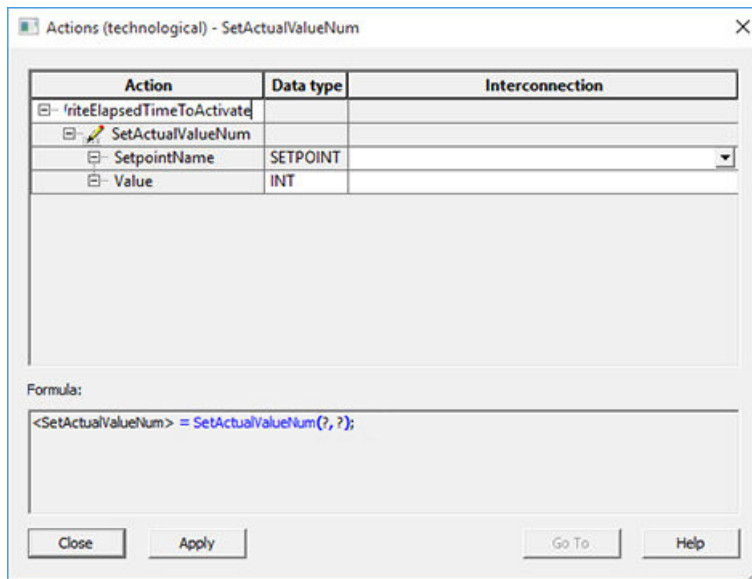 Actions (technological) - SetActualValueNum
Action Data type Interconnection
riteElapsedTimeToActivate
SetActualValueNum
SetpointName SETPOINT
Value INT
Formula:
<SetActualValueNum> = SetActualValueNum(?,?);
Close Apply Go To Help